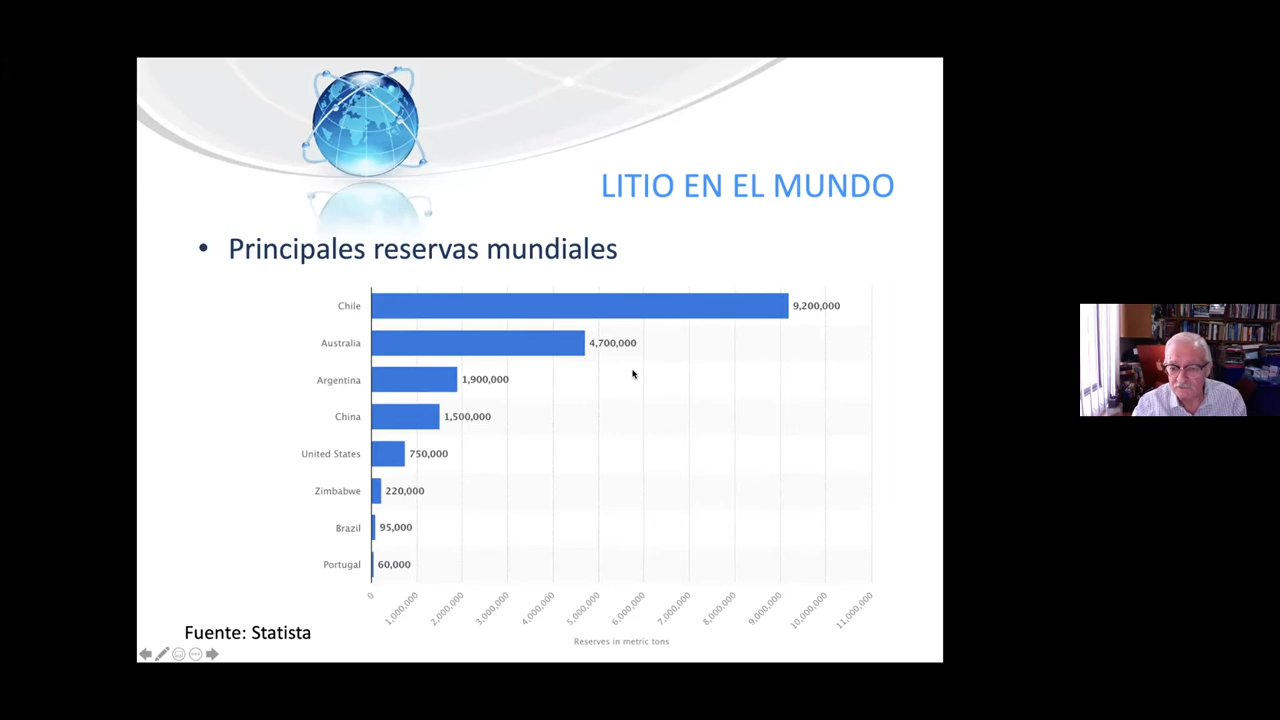 LITIO EN EL MUNDO
• Principales reservas mundiales
Chile 9,200,000
Australia 4,700,000
Argentina 1,900,000
China 1,500,000
United States 750,000
Zimbabwe 220,000
Brazil 95,000
Portugal 60,000
0 1,000,000 2,000,000 3,000,000 4,000,000 5,000,000 6,000,000 7,000,000 8,000,000 9,000,000 10,000,000 11,000,000
Reserves in metric tons
Fuente: Statista